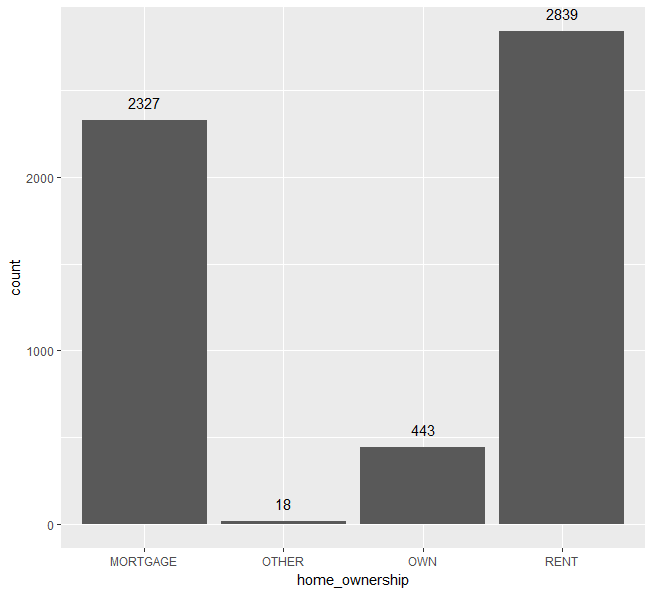 2839
2327
2000
count
1000
443
18
0
MORTGAGE OTHER OWN RENT
home_ownership